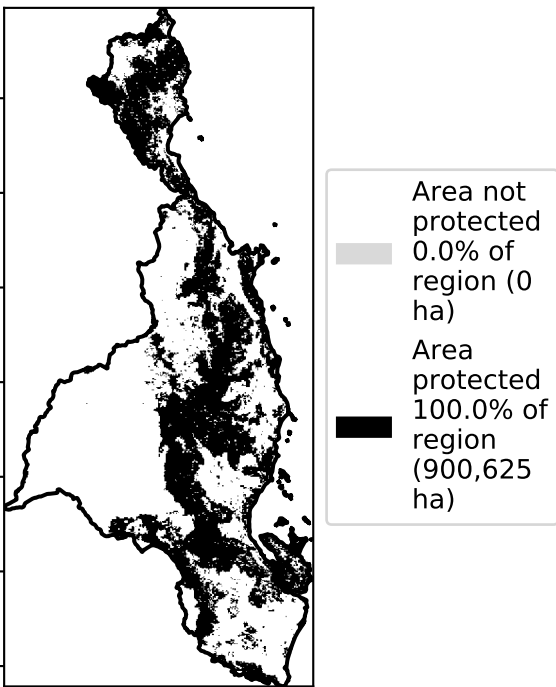 Area not
protected
0.0% of
region (0
ha)
Area
protected
100.0% of
region
(900,625
ha)